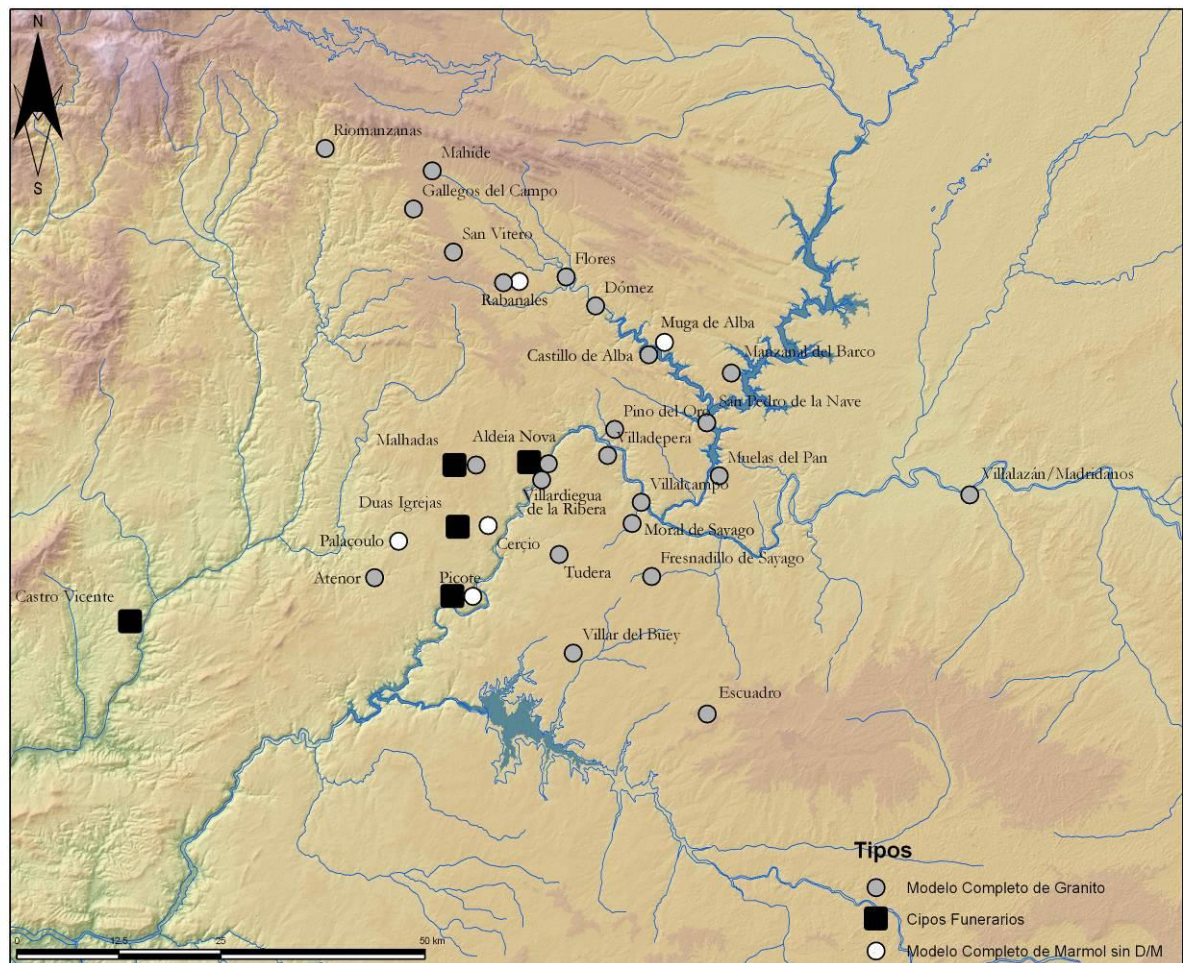 N
S
Riomanzanas
Mahíde
Gallegos del Campo
San Vitero
Flores
Rabanales
Dómez
Muga de Alba
Castillo de Alba
Manzanal del Barco
San Pedro de la Nave
Pino del Oro
Malhadas
Aldeia Nova
Villadepera
Muelas del Pan
Villalazán/Madridanos
Villardiegua
de la Ribera
Villalcampo
Duas Igrejas
Moral de Sayago
Palaçoulo
Cerçio
Tudera
Fresnadillo de Sayago
Atenor
Picote
Castro Vicente
Villar del Buey
Escuadro
Tipos
Modelo Completo de Granito
Cipos Funerarios
Modelo Completo de Marmol sin D/M
0 12,5 25 50 km